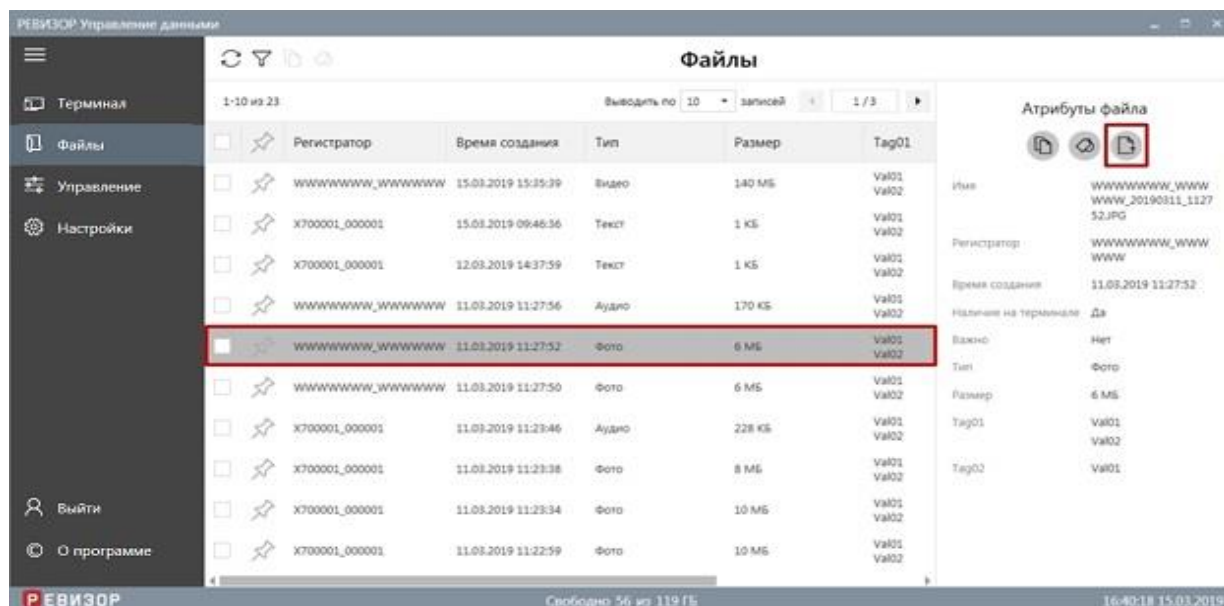 РЕВИЗОР Управление данными
Файлы
Терминал
Файлы
Управление
Настройки
Выйти
О программе
1-10 из 23
Выводить по 10 записей 1 / 3
Регистратор Время создания Тип Размер Tag01
WWWWWWW_WWWWWW 15.03.2019 15:35:39 Видео 140 МБ Val01
Val02
X700001_000001 15.03.2019 09:46:36 Текст 1 КБ Val01
Val02
X700001_000001 12.03.2019 14:37:59 Текст 1 КБ Val01
Val02
WWWWWWW_WWWWWW 11.03.2019 11:27:56 Аудио 170 КБ Val01
Val02
WWWWWWW_WWWWWW 11.03.2019 11:27:52 Фото 6 МБ Val01
Val02
WWWWWWW_WWWWWW 11.03.2019 11:27:50 Фото 6 МБ Val01
Val02
X700001_000001 11.03.2019 11:23:46 Аудио 228 КБ Val01
Val02
X700001_000001 11.03.2019 11:23:38 Фото 8 МБ Val01
Val02
X700001_000001 11.03.2019 11:23:34 Фото 10 МБ Val01
Val02
X700001_000001 11.03.2019 11:22:59 Фото 10 МБ Val01
Val02
Атрибуты файла
Имя WWWWWWW_WWW
WWW_20190311_1127
52.JPG
Регистратор WWWWWWW_WWW
WWW
Время создания 11.03.2019 11:27:52
Наличие на терминале Да
Важно Нет
Тип Фото
Размер 6 МБ
Tag01 Val01
Val02
Tag02 Val01
РЕВИЗОР
Свободно 56 из 119 ГБ
16:40:18 15.03.2019